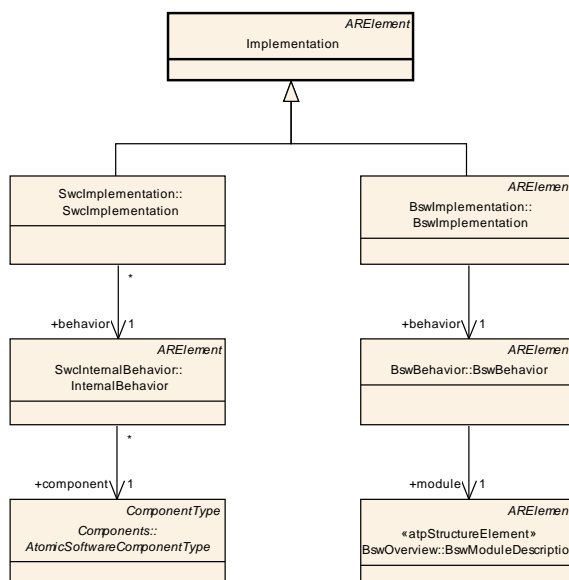 ARElement
Implementation
SwcImplementation::
SwcImplementation
ARElemen
BswImplementation::
BswImplementation
*
+behavior 1
+behavior 1
ARElement
SwcInternalBehavior::
InternalBehavior
ARElemen
BswBehavior::BswBehavior
*
+component 1
+module 1
ComponentType
Components::
AtomicSoftwareComponentType
ARElemen
«atpStructureElement»
BswOverview::BswModuleDescriptio